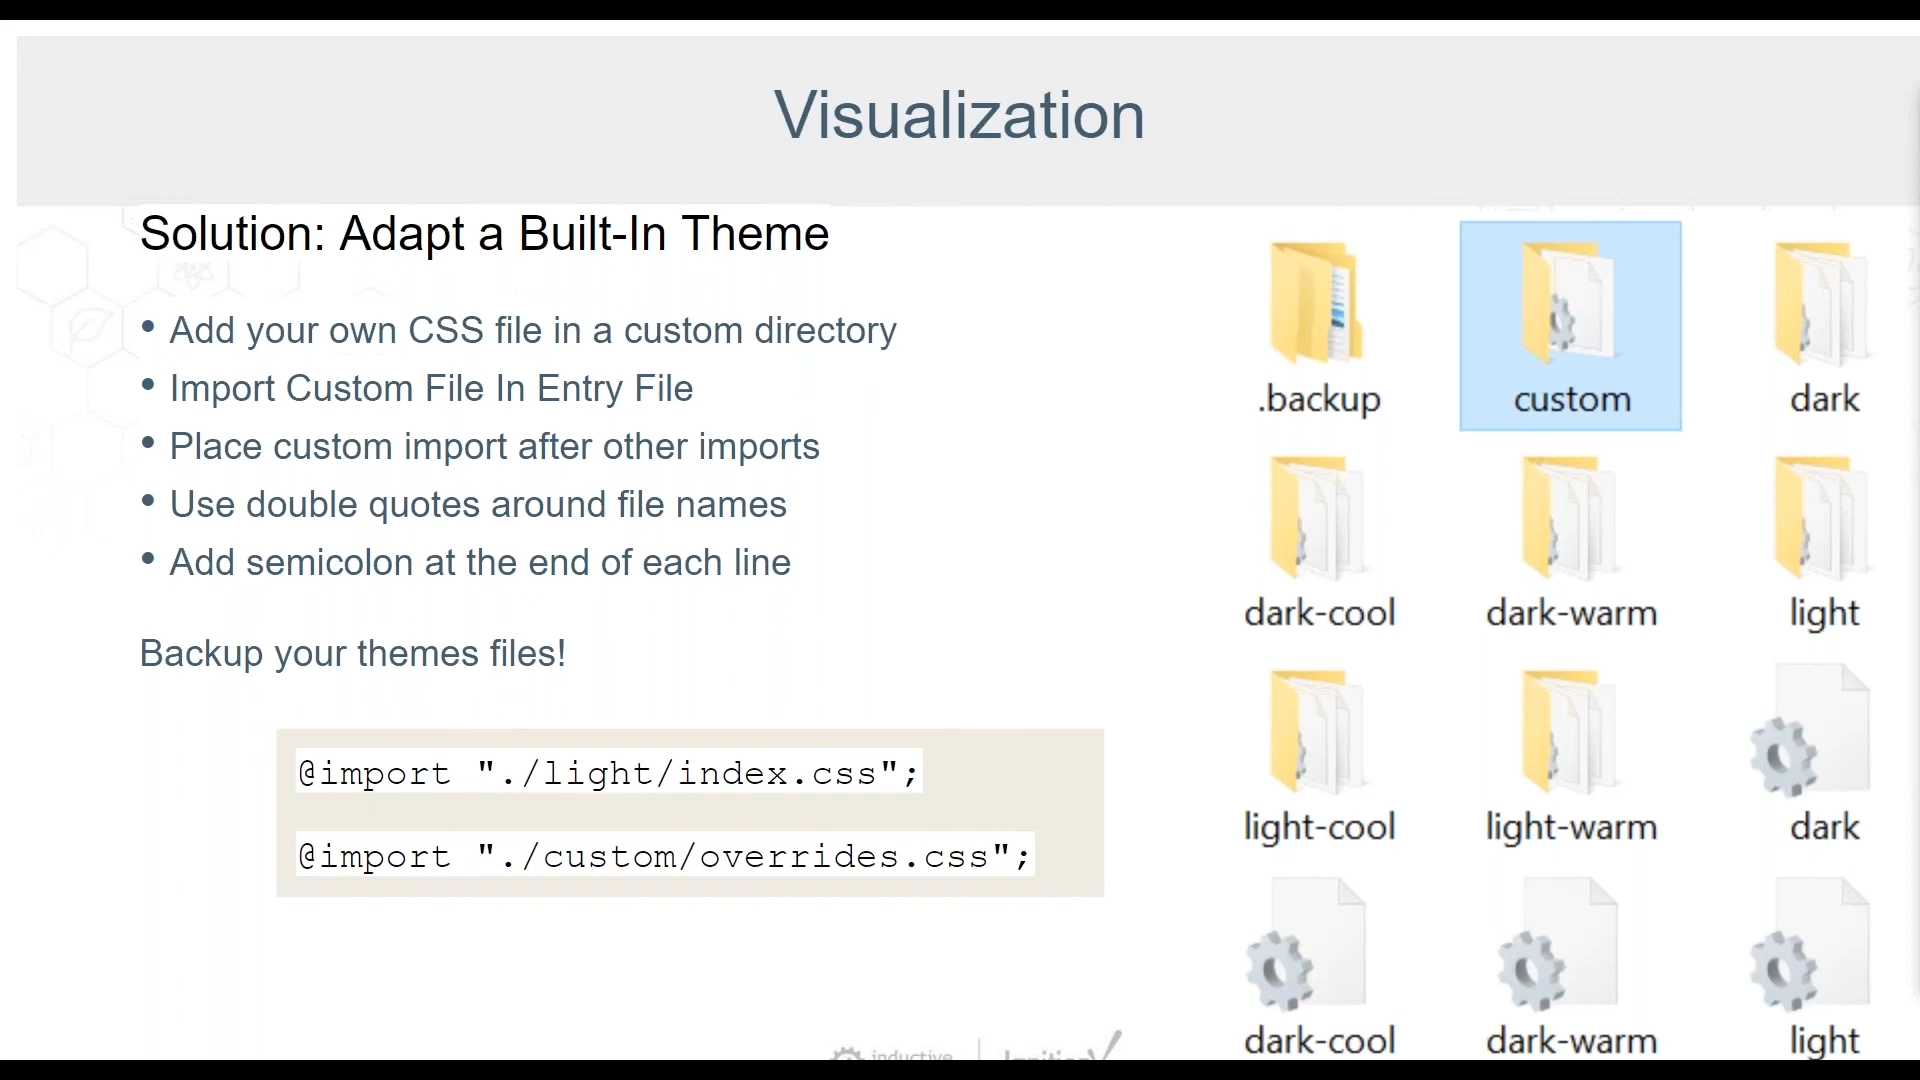 Visualization
Solution: Adapt a Built-In Theme
• Add your own CSS file in a custom directory
• Import Custom File In Entry File
• Place custom import after other imports
• Use double quotes around file names
• Add semicolon at the end of each line
Backup your themes files!
@import "./light/index.css";
@import "./custom/overrides.css";
.backup custom dark
dark-cool dark-warm light
light-cool light-warm dark
dark-cool dark-warm light
inductive Ignition